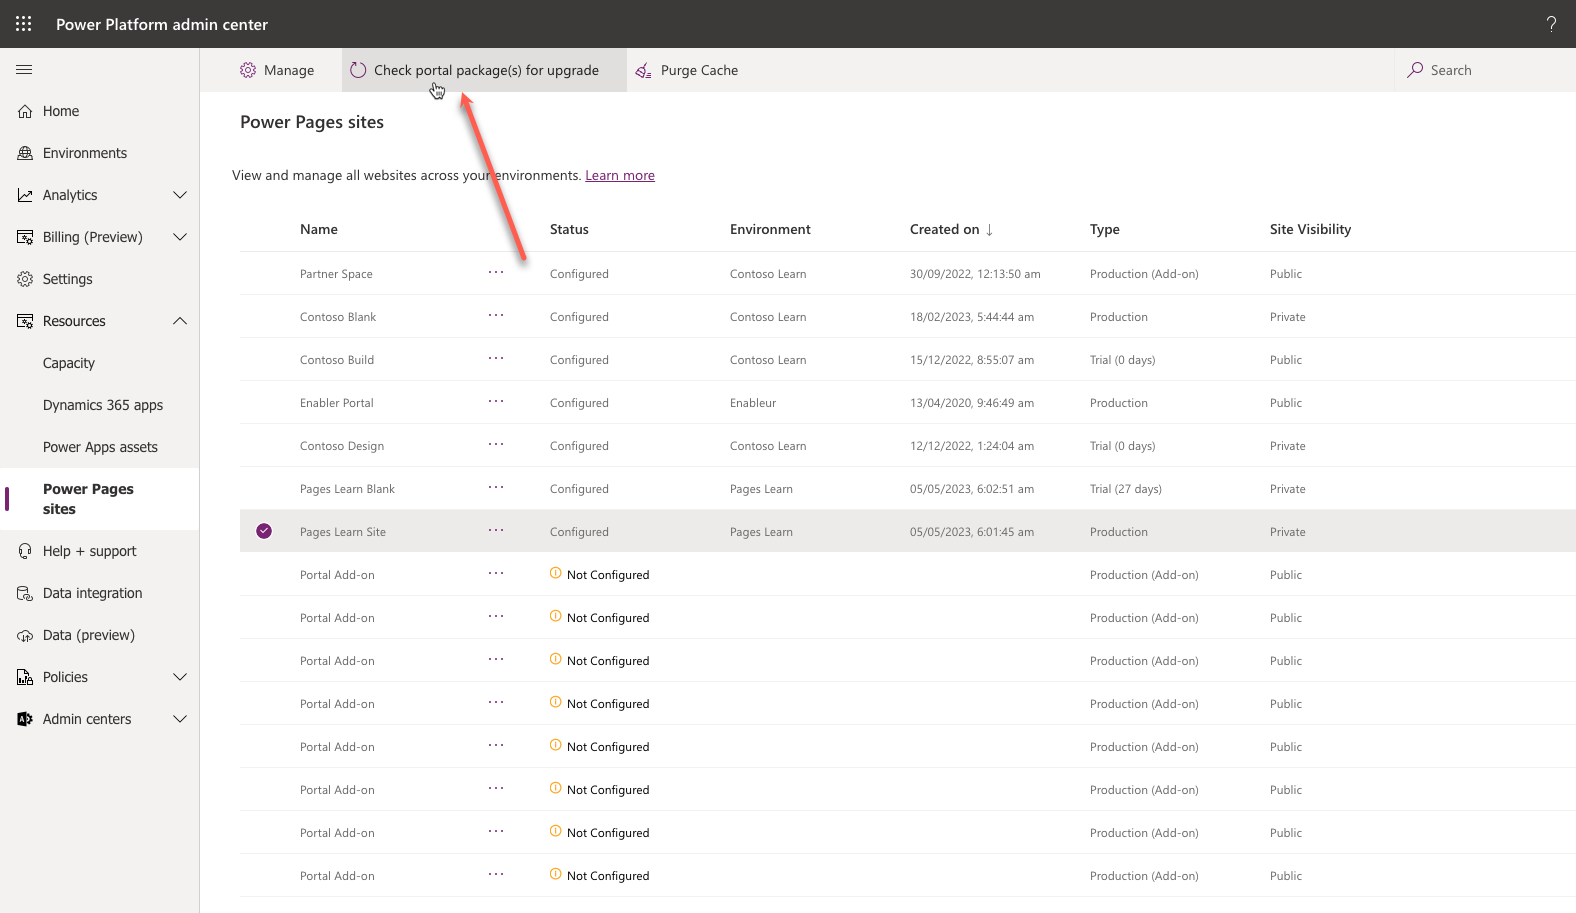 Power Platform admin center
?
Manage
Check portal package(s) for upgrade
Purge Cache
Search
Home
Environments
Analytics
Billing (Preview)
Settings
Resources
Capacity
Dynamics 365 apps
Power Apps assets
Power Pages
sites
Help + support
Data integration
Data (preview)
Policies
Admin centers
Power Pages sites
View and manage all websites across your environments. Learn more
Name Status Environment Created on ↓ Type Site Visibility
Partner Space ... Configured Contoso Learn 30/09/2022, 12:13:50 am Production (Add-on) Public
Contoso Blank ... Configured Contoso Learn 18/02/2023, 5:44:44 am Production Private
Contoso Build ... Configured Contoso Learn 15/12/2022, 8:55:07 am Trial (0 days) Public
Enabler Portal ... Configured Enableur 13/04/2020, 9:46:49 am Production Public
Contoso Design ... Configured Contoso Learn 12/12/2022, 1:24:04 am Trial (0 days) Private
Pages Learn Blank ... Configured Pages Learn 05/05/2023, 6:02:51 am Trial (27 days) Private
Pages Learn Site ... Configured Pages Learn 05/05/2023, 6:01:45 am Production Private
Portal Add-on ... Not Configured Production (Add-on) Public
Portal Add-on ... Not Configured Production (Add-on) Public
Portal Add-on ... Not Configured Production (Add-on) Public
Portal Add-on ... Not Configured Production (Add-on) Public
Portal Add-on ... Not Configured Production (Add-on) Public
Portal Add-on ... Not Configured Production (Add-on) Public
Portal Add-on ... Not Configured Production (Add-on) Public
Portal Add-on ... Not Configured Production (Add-on) Public